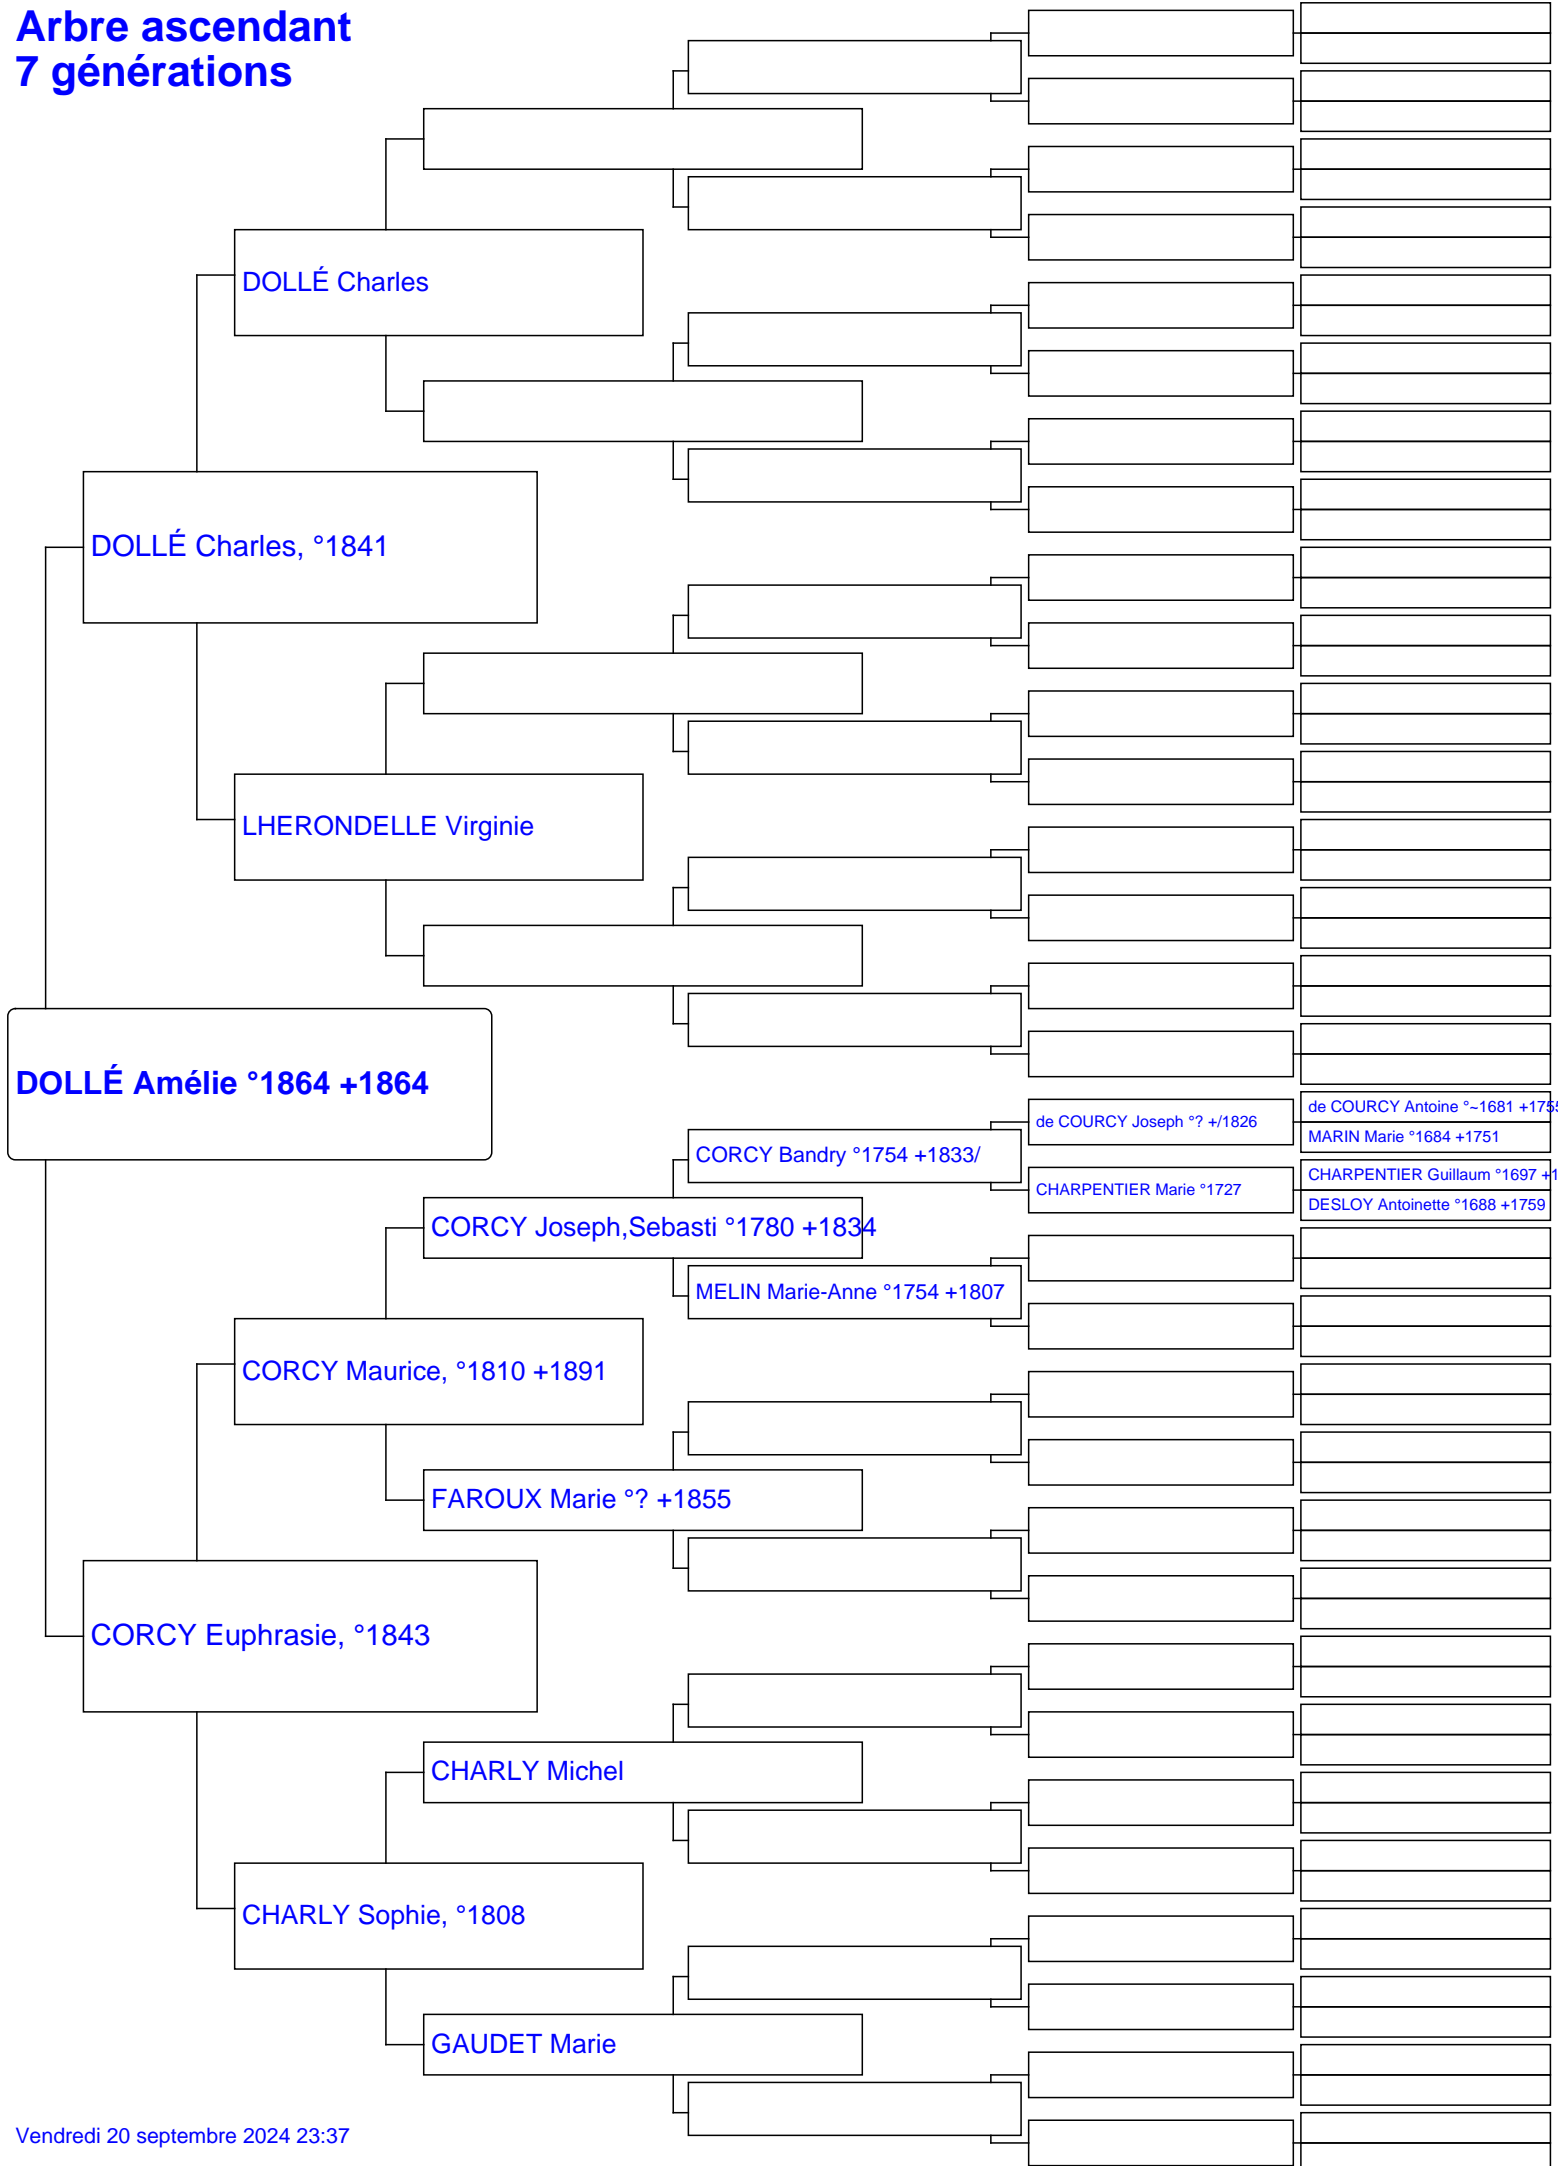 Arbre ascendant
7 générations
DOLLÉ Charles
DOLLÉ Charles, °1841
LHERONDELLE Virginie
DOLLÉ Amélie °1864 +1864
de COURCY Antoine °~1681 +1755
de COURCY Joseph °? +/1826
MARIN Marie °1684 +1751
CORCY Bandry °1754 +1833/
CHARPENTIER Guillaum °1697 +1
CHARPENTIER Marie °1727
DESLOY Antoinette °1688 +1759
CORCY Joseph,Sebasti °1780 +1834
MELIN Marie-Anne °1754 +1807
CORCY Maurice, °1810 +1891
FAROUX Marie °? +1855
CORCY Euphrasie, °1843
CHARLY Michel
CHARLY Sophie, °1808
GAUDET Marie
Vendredi 20 septembre 2024 23:37